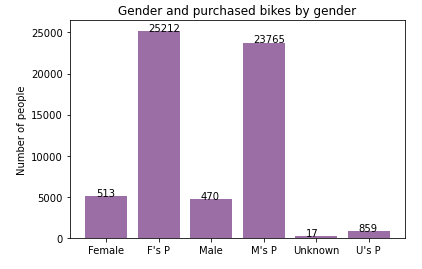 Gender and purchased bikes by gender
Number of people
25000
20000
15000
10000
5000
0
513
25212
470
23765
17
859
Female
F's P
Male
M's P
Unknown
U's P